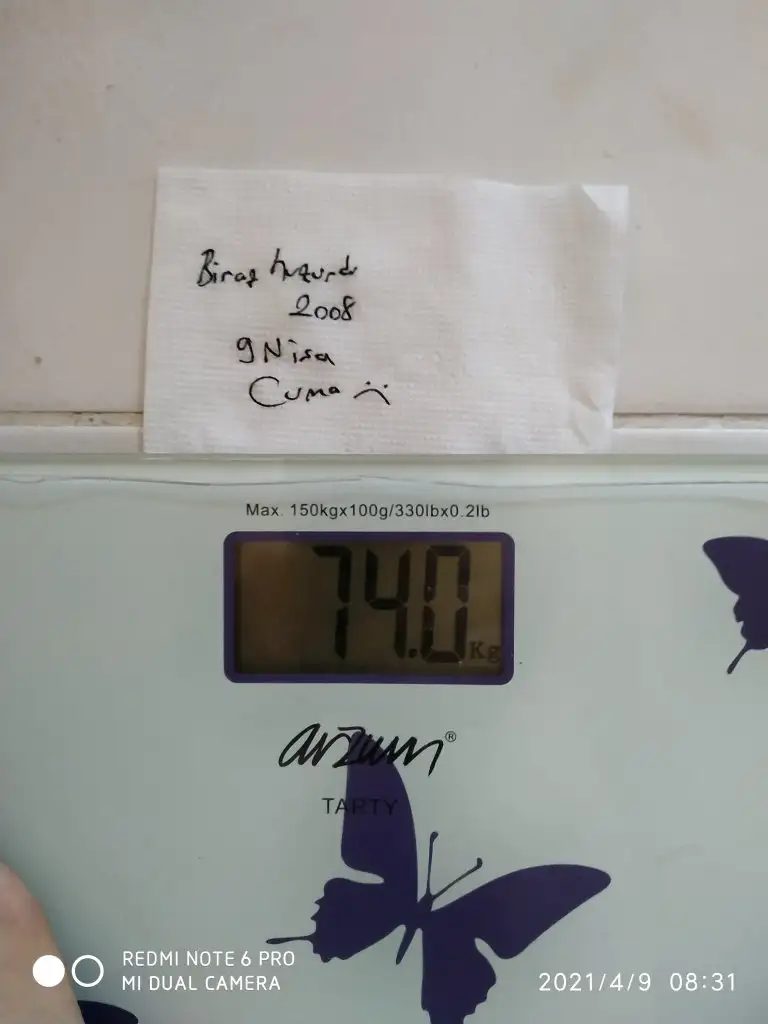 Biraz huzurdu
2008
9 Nisa
Cuma :(
Max. 150kgx100g/330lbx0.2lb
74.0 Kg
arzum®
TARTY
REDMI NOTE 6 PRO
MI DUAL CAMERA
2021/4/9 08:31